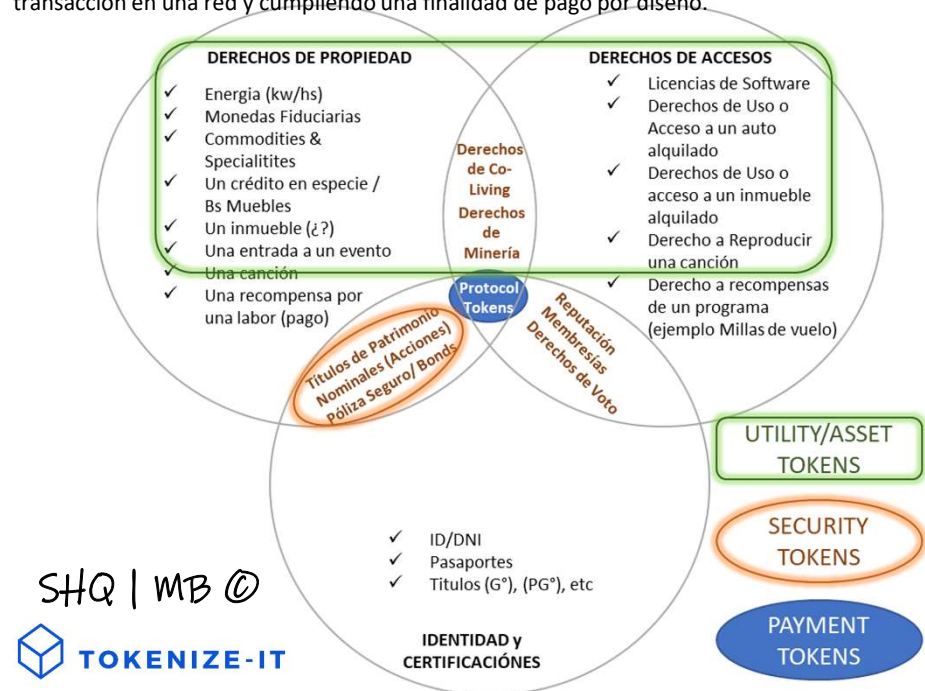 transacción en una red y cumpliendo una finalidad de pago por diseño.
DERECHOS DE PROPIEDAD
Energia (kw/hs)
Monedas Fiduciarias
Commodities &
Specialitites
Un crédito en especie /
Bs Muebles
Un inmueble (¿?)
Una entrada a un evento
Una canción
Una recompensa por
una labor (pago)
DERECHOS DE ACCESOS
Licencias de Software
Derechos de Uso o
Acceso a un auto
alquilado
Derechos de Uso o
acceso a un inmueble
alquilado
Derecho a Reproducir
una canción
Derecho a recompensas
de un programa
(ejemplo Millas de vuelo)
Derechos
de Co-
Living
Derechos
de
Minería
Protocol
Tokens
Títulos de Patrimonio
Nominales (Acciones)
Póliza Seguro/ Bonds
Reputación
Membresías
Derechos de Voto
ID/DNI
Pasaportes
Titulos (G°), (PG°), etc
IDENTIDAD y
CERTIFICACIÓNES
UTILITY/ASSET
TOKENS
SECURITY
TOKENS
PAYMENT
TOKENS
SHQ | MB ©
TOKENIZE-IT